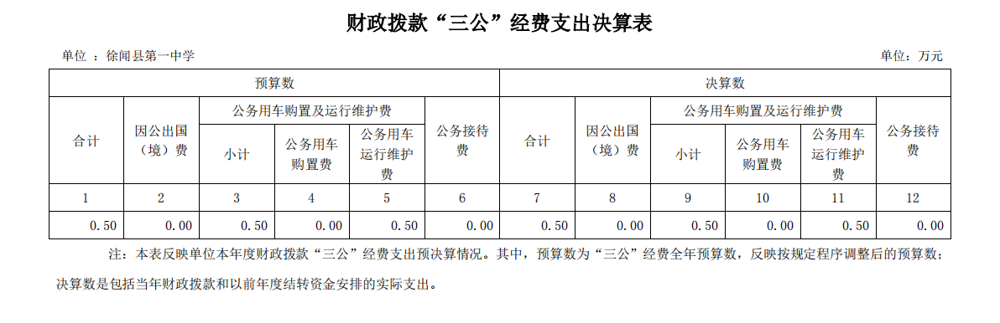 财政拨款“三公”经费支出决算表
单位 ：徐闻县第一中学 单位：万元
预算数 决算数
合计 因公出国（境）费 公务用车购置及运行维护费 公务接待费 合计 因公出国（境）费 公务用车购置及运行维护费 公务接待费
小计 公务用车购置费 公务用车运行维护费 小计 公务用车购置费 公务用车运行维护费
1 2 3 4 5 6 7 8 9 10 11 12
0.50 0.00 0.50 0.00 0.50 0.00 0.50 0.00 0.50 0.00 0.50 0.00
注：本表反映单位本年度财政拨款“三公”经费支出预决算情况。其中，预算数为“三公”经费全年预算数，反映按规定程序调整后的预算数；
决算数是包括当年财政拨款和以前年度结转资金安排的实际支出。